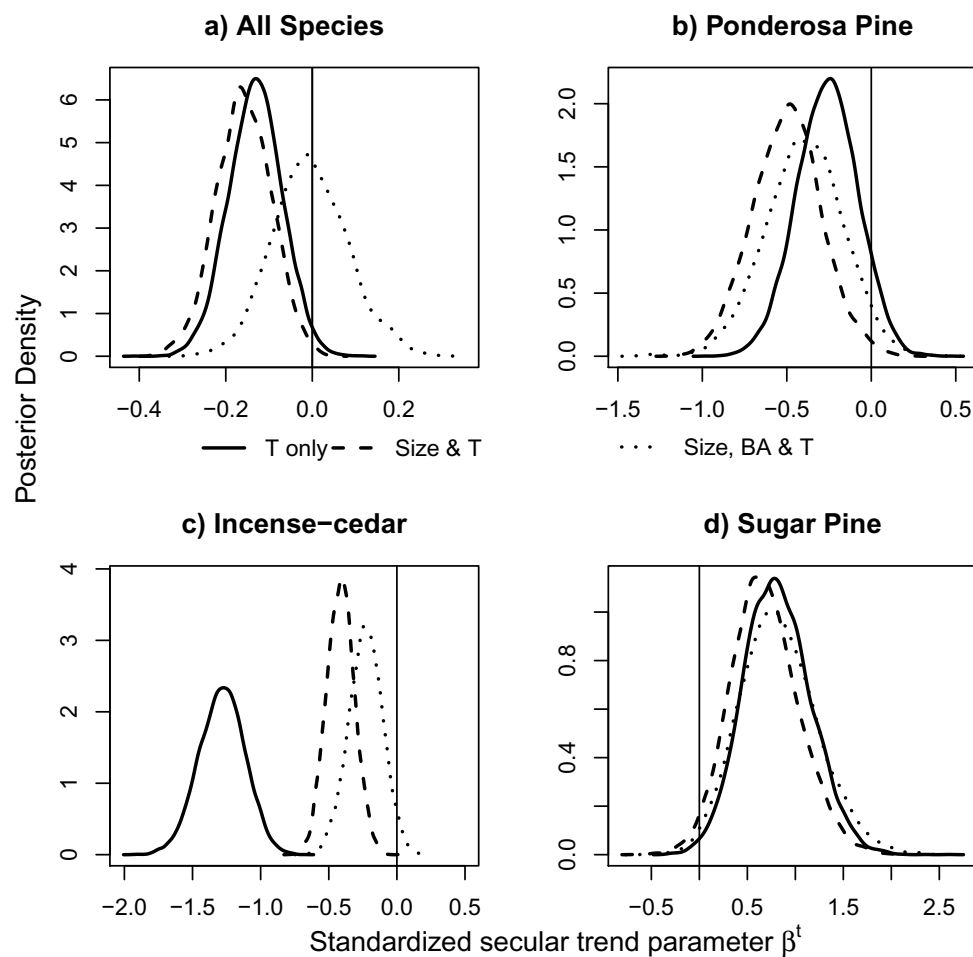 a) All Species
b) Ponderosa Pine
Posterior Density
0 1 2 3 4 5 6
0.0 0.5 1.0 1.5 2.0
−0.4 −0.2 0.0 0.2
−1.5 −1.0 −0.5 0.0 0.5
T only Size & T Size, BA & T
c) Incense−cedar
d) Sugar Pine
0 1 2 3 4
0.0 0.4 0.8
−2.0 −1.5 −1.0 −0.5 0.0 0.5
−0.5 0.5 1.5 2.5
Standardized secular trend parameter βᵗ